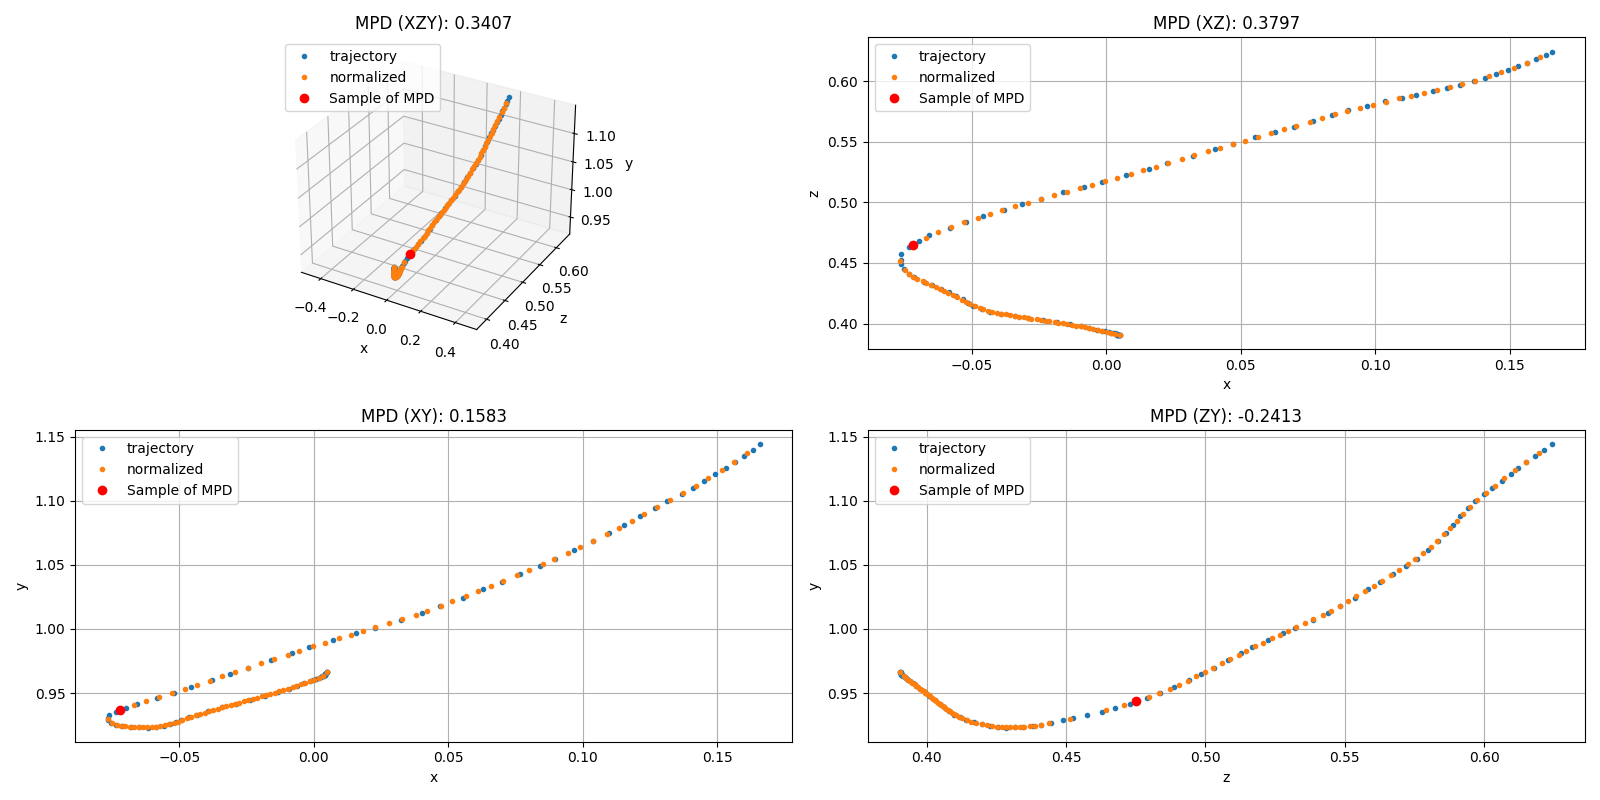 MPD (XZY): 0.3407
trajectory
normalized
Sample of MPD
1.10
1.05
1.00
0.95
y
0.60
0.55
0.50
0.45
0.40
z
−0.4
−0.2
0.0
0.2
0.4
x
MPD (XZ): 0.3797
trajectory
normalized
Sample of MPD
0.60
0.55
0.50
0.45
0.40
z
−0.05
0.00
0.05
0.10
0.15
x
MPD (XY): 0.1583
trajectory
normalized
Sample of MPD
1.15
1.10
1.05
1.00
0.95
y
−0.05
0.00
0.05
0.10
0.15
x
MPD (ZY): -0.2413
trajectory
normalized
Sample of MPD
1.15
1.10
1.05
1.00
0.95
y
0.40
0.45
0.50
0.55
0.60
z